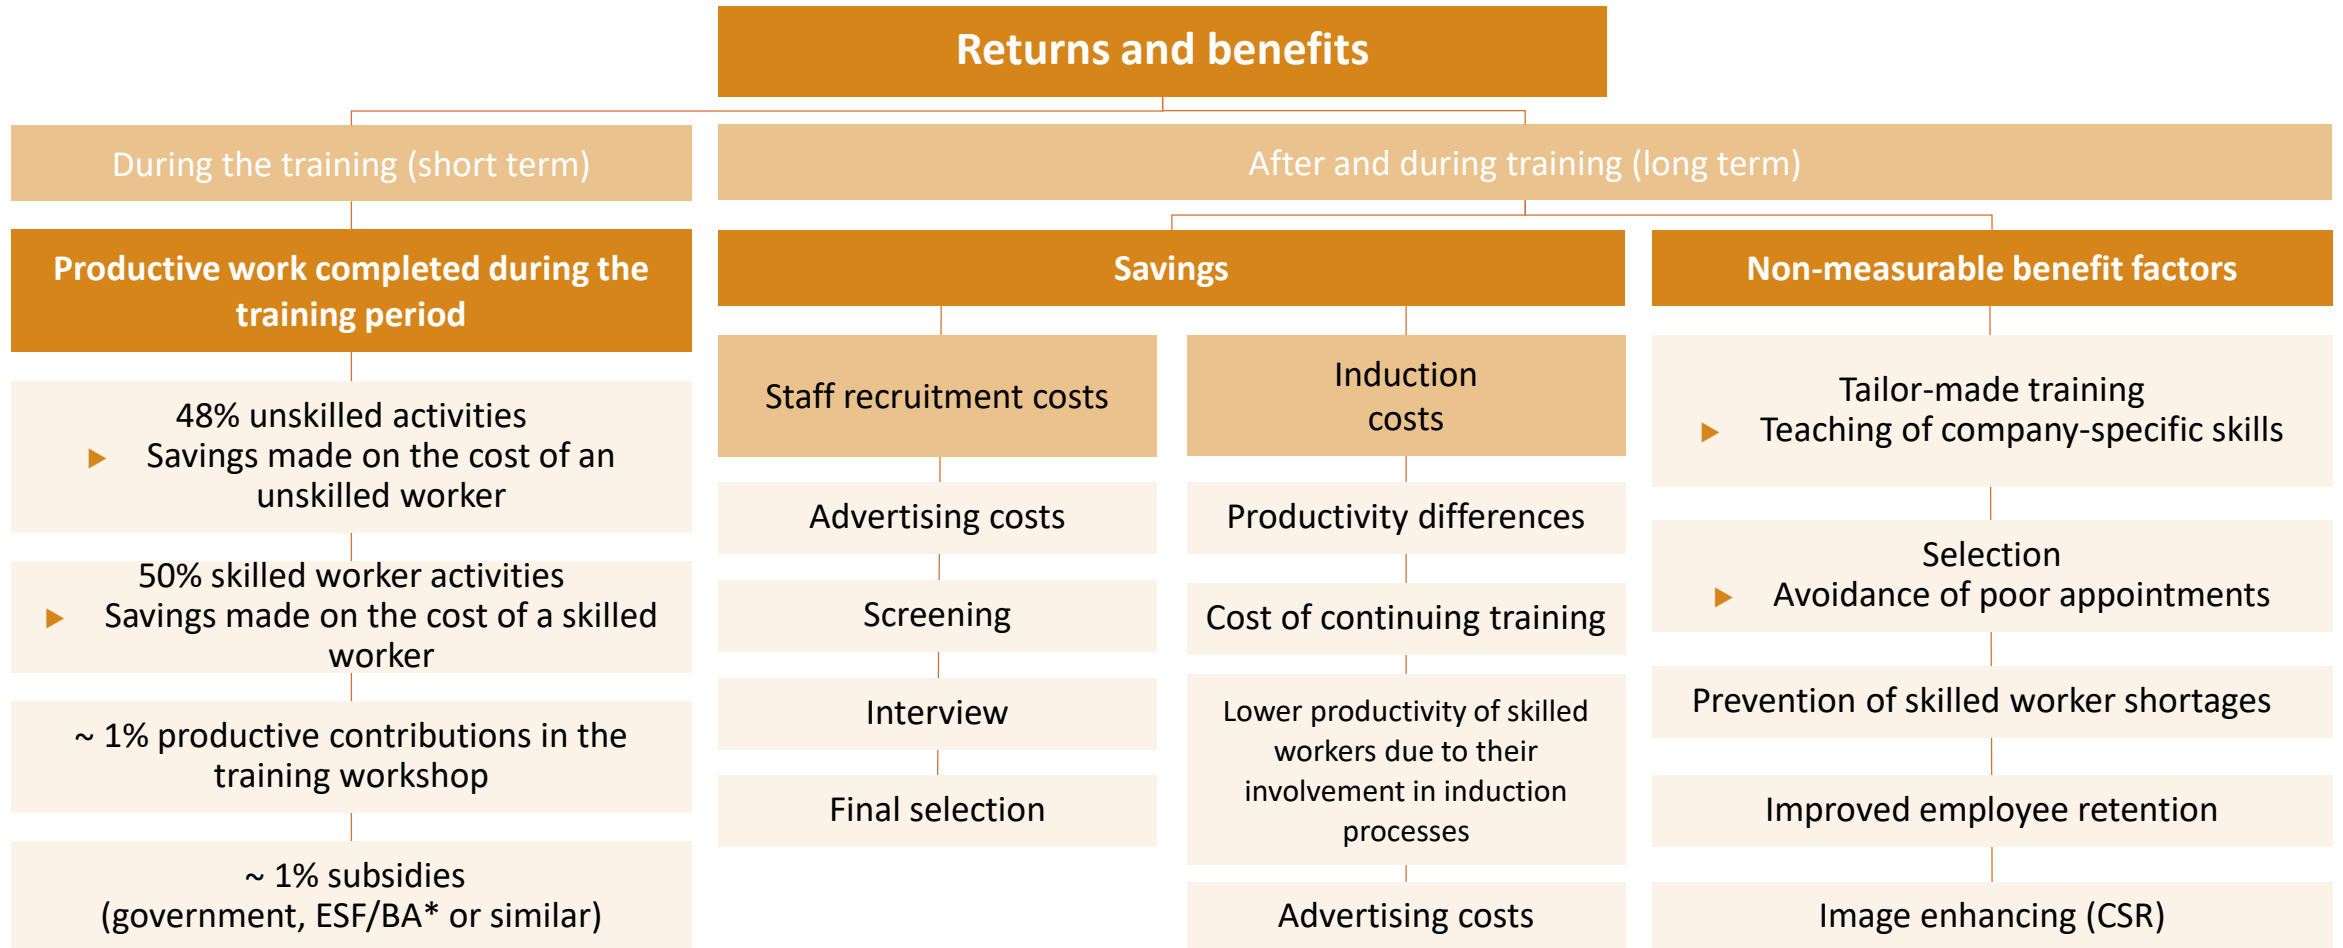 Returns and benefits
During the training (short term)
After and during training (long term)
Productive work completed during the
training period
48% unskilled activities
Savings made on the cost of an
unskilled worker
50% skilled worker activities
Savings made on the cost of a skilled
worker
~ 1% productive contributions in the
training workshop
~ 1% subsidies
(government, ESF/BA* or similar)
Savings
Staff recruitment costs
Advertising costs
Screening
Interview
Final selection
Induction
costs
Productivity differences
Cost of continuing training
Lower productivity of skilled
workers due to their
involvement in induction
processes
Advertising costs
Non-measurable benefit factors
Tailor-made training
Teaching of company-specific skills
Selection
Avoidance of poor appointments
Prevention of skilled worker shortages
Improved employee retention
Image enhancing (CSR)